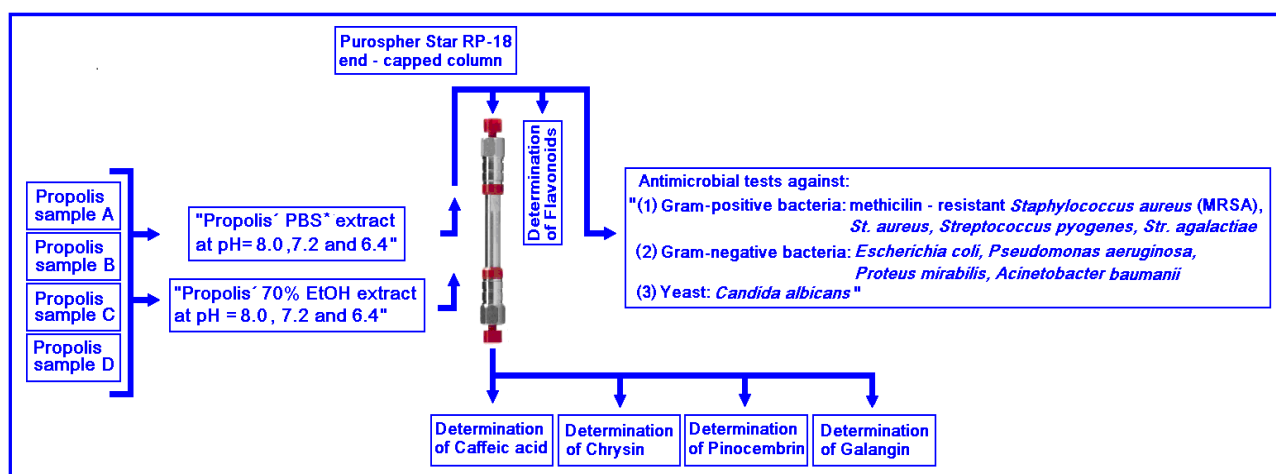 Purospher Star RP-18
end - capped column
Propolis
sample A
Propolis
sample B
Propolis
sample C
Propolis
sample D
"Propolis´ PBS* extract
at pH= 8.0 ,7.2 and 6.4"
"Propolis´ 70% EtOH extract
at pH = 8.0 , 7.2 and 6.4"
Determination
of Flavonoids
Antimicrobial tests against:
"(1) Gram-positive bacteria: methicilin - resistant Staphylococcus aureus (MRSA),
St. aureus, Streptococcus pyogenes, Str. agalactiae
(2) Gram-negative bacteria: Escherichia coli, Pseudomonas aeruginosa,
Proteus mirabilis, Acinetobacter baumanii
(3) Yeast: Candida albicans "
Determination
of Caffeic acid
Determination
of Chrysin
Determination
of Pinocembrin
Determination
of Galangin